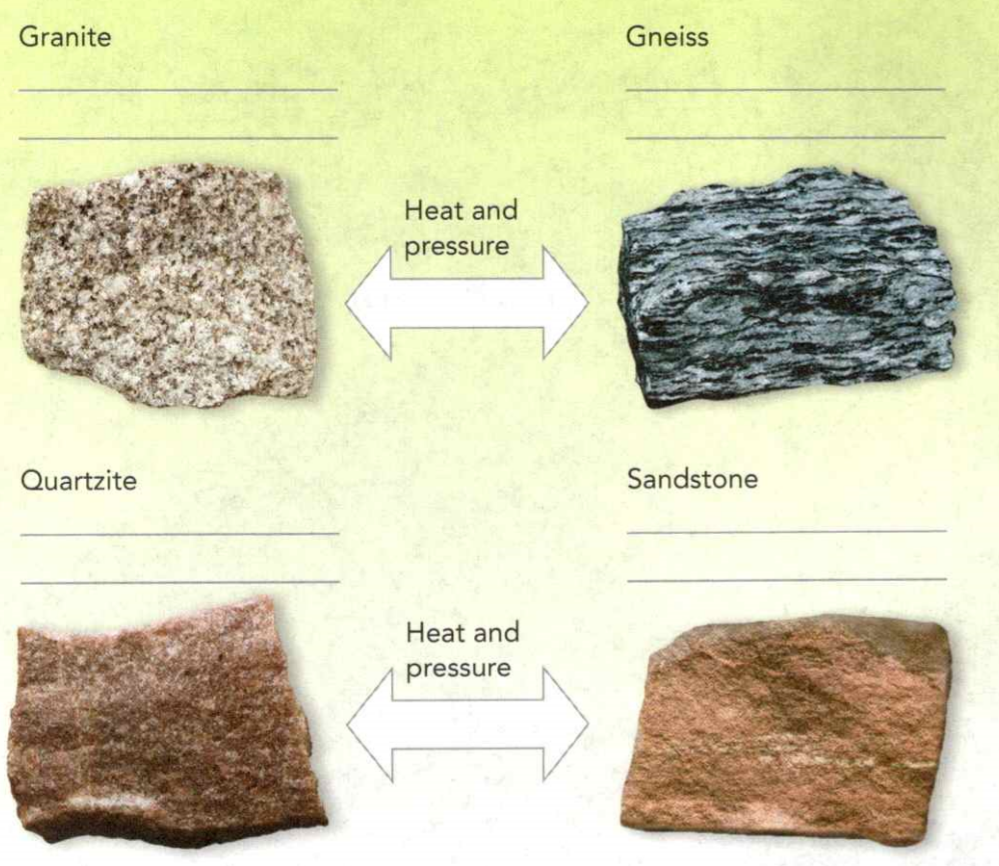 Granite
Gneiss
Heat and
pressure
Quartzite
Sandstone
Heat and
pressure